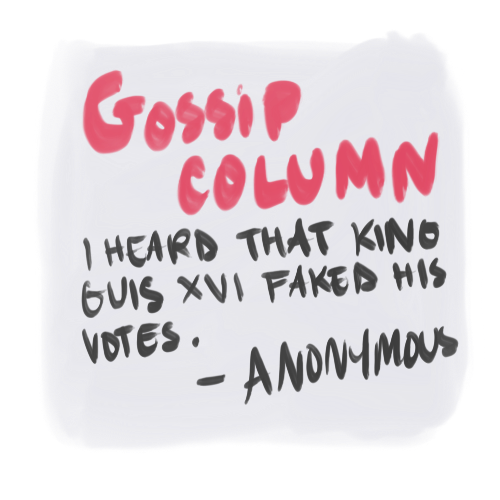 GOSSIP
COLUMN
I HEARD THAT KING
GUIS XVI FAKED HIS
VOTES.
- ANONYMOUS